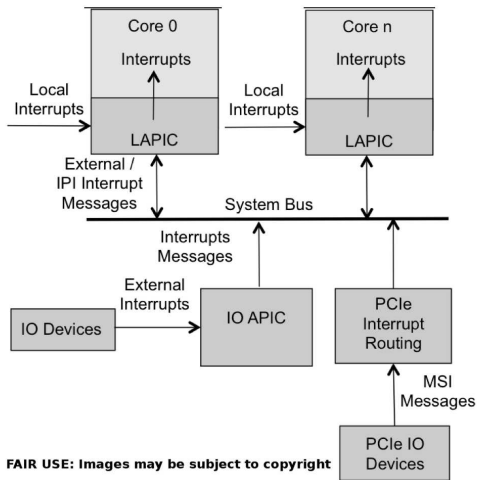 Core 0
Interrupts
Local
Interrupts
LAPIC
Core n
Interrupts
Local
Interrupts
LAPIC
External /
IPI Interrupt
Messages
System Bus
Interrupts
Messages
External
Interrupts
IO Devices
IO APIC
PCIe
Interrupt
Routing
MSI
Messages
PCIe IO
Devices
FAIR USE: Images may be subject to copyright